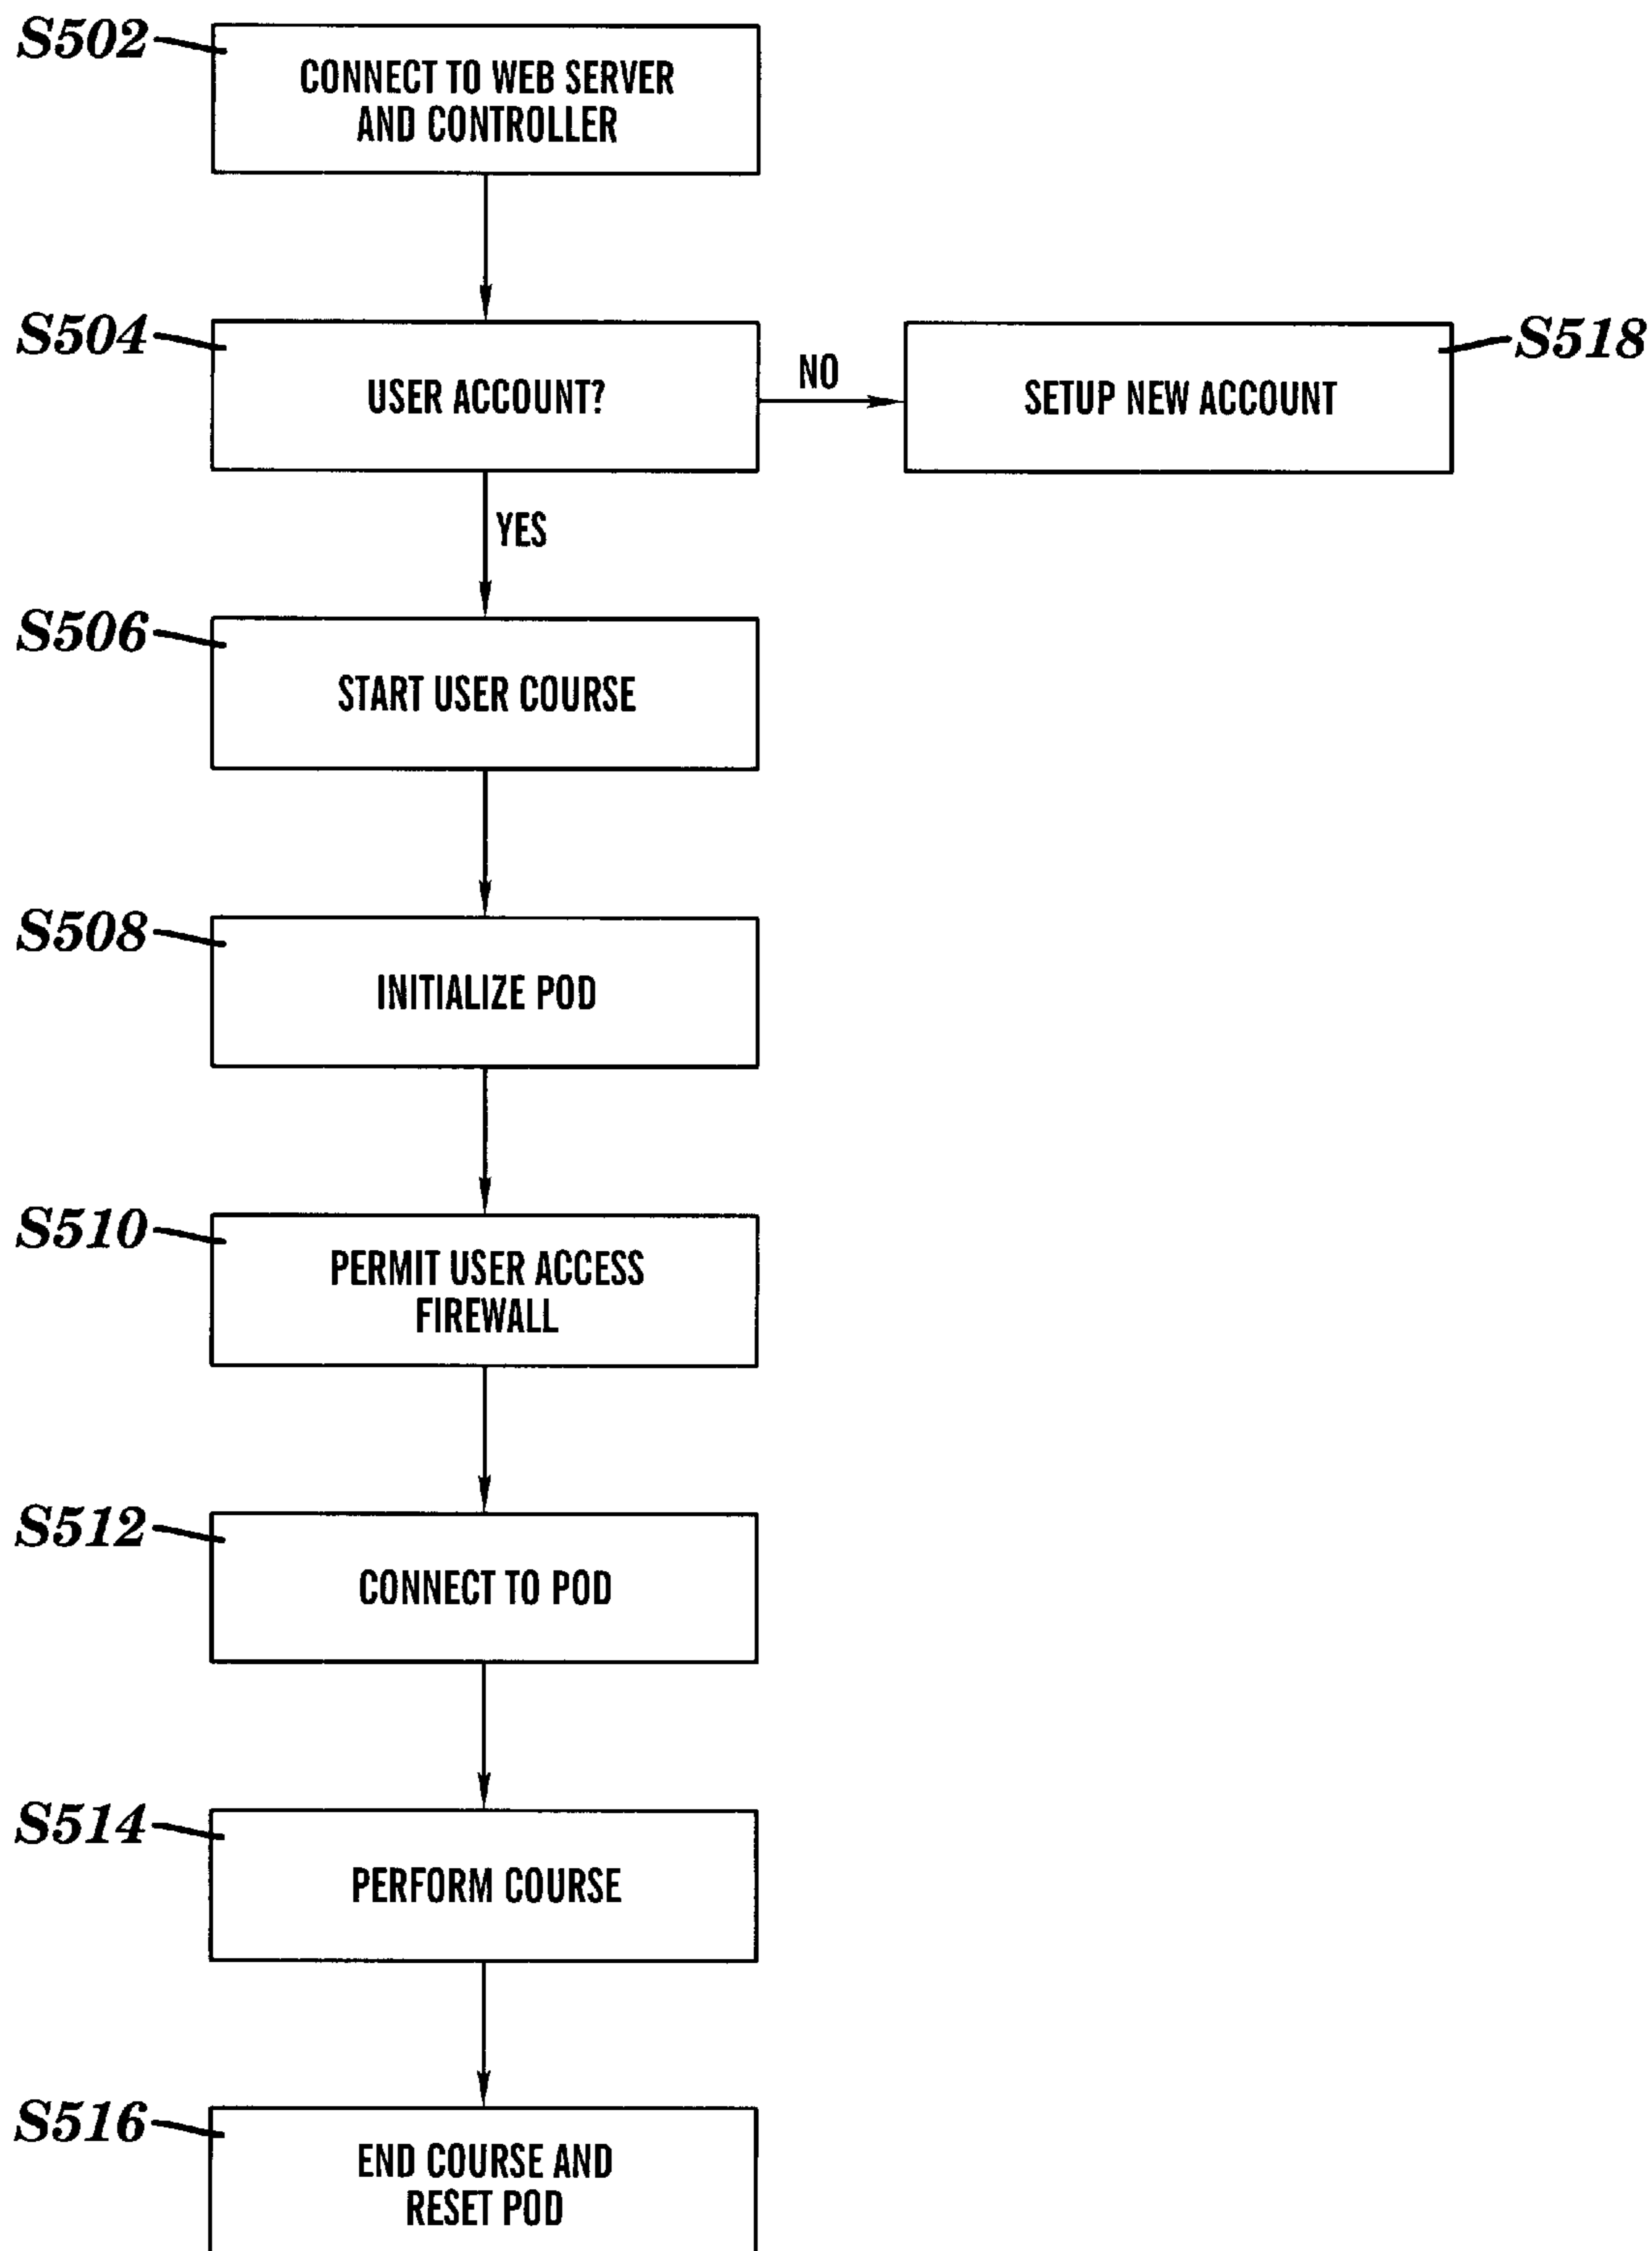 S502
CONNECT TO WEB SERVER
AND CONTROLLER
S504
USER ACCOUNT?
NO
SETUP NEW ACCOUNT
S518
YES
S506
START USER COURSE
S508
INITIALIZE POD
S510
PERMIT USER ACCESS
FIREWALL
S512
CONNECT TO POD
S514
PERFORM COURSE
S516
END COURSE AND
RESET POD